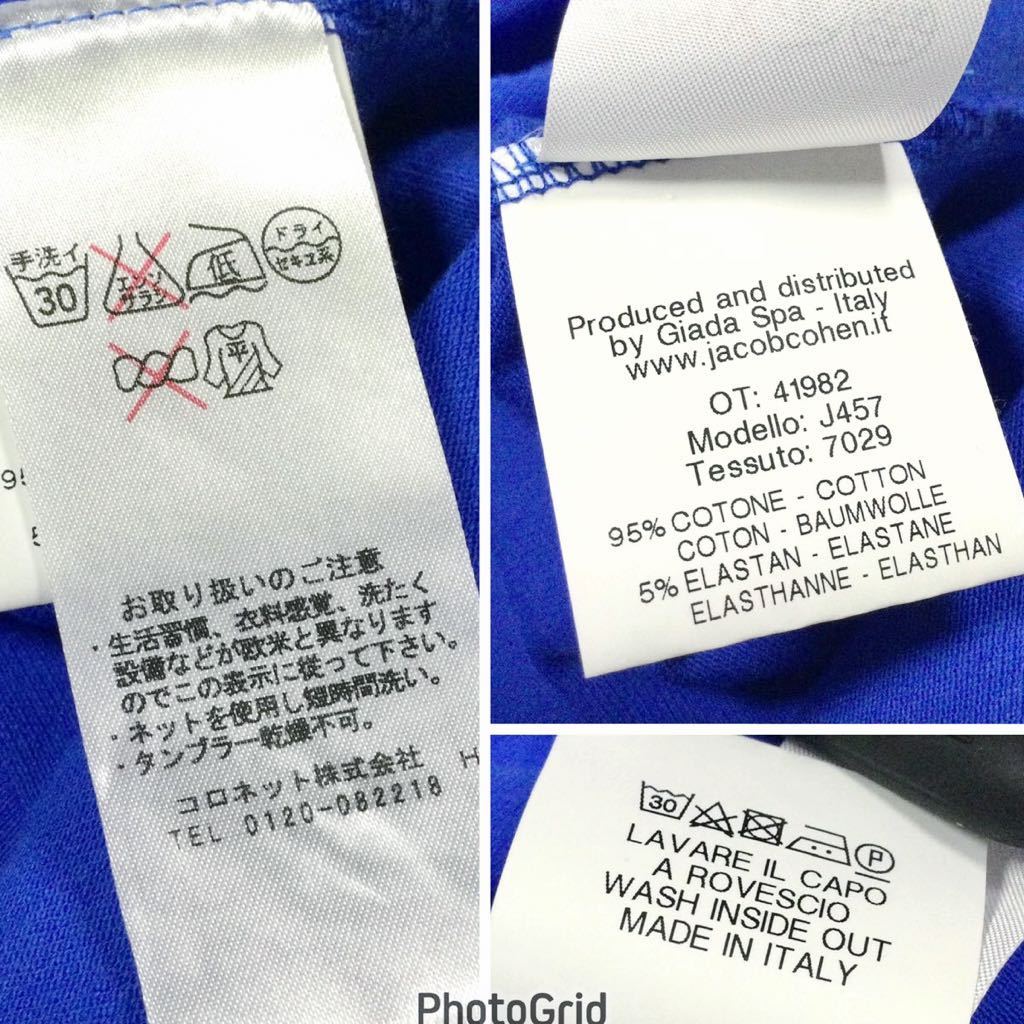 手洗イ
30
エンソ
サラシ
低
ドライ
セキユ系
平
お取り扱いのご注意
・生活習慣、衣料感覚、洗たく
設備などが欧米と異なります
のでこの表示に従って下さい。
・ネットを使用し短時間洗い。
・タンブラー乾燥不可。
コロネット株式会社 H
TEL 0120-082218
Produced and distributed
by Giada Spa - Italy
www.jacobcohen.it
OT: 41982
Modello: J457
Tessuto: 7029
95% COTONE - COTTON
COTON - BAUMWOLLE
5% ELASTAN - ELASTANE
ELASTHANNE - ELASTHAN
30
P
LAVARE IL CAPO
A ROVESCIO
WASH INSIDE OUT
MADE IN ITALY
PhotoGrid